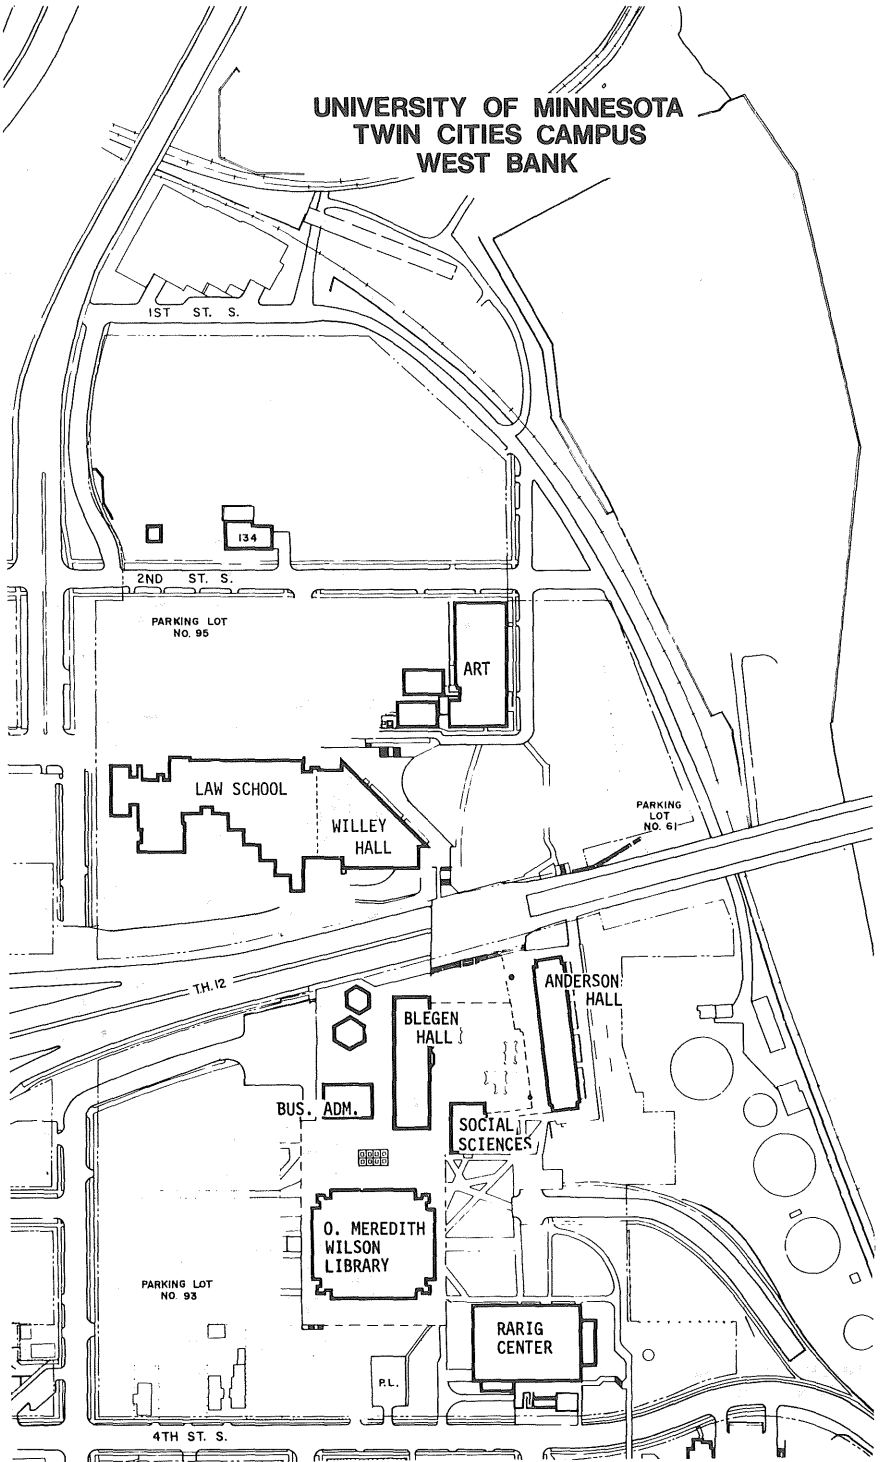 UNIVERSITY OF MINNESOTA
TWIN CITIES CAMPUS
WEST BANK
1ST ST. S.
134
2ND ST. S.
PARKING LOT
NO. 95
ART
LAW SCHOOL
WILLEY
HALL
PARKING
LOT
NO. 61
T.H. 12
ANDERSON
HALL
BLEGEN
HALL
BUS. ADM.
SOCIAL
SCIENCES
O. MEREDITH
WILSON
LIBRARY
PARKING LOT
NO. 93
RARIG
CENTER
P.L.
4TH ST. S.